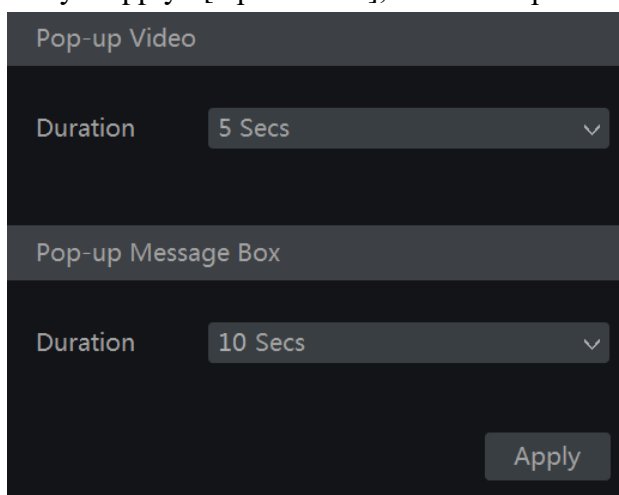 Pop-up Video
Duration 5 Secs
Pop-up Message Box
Duration 10 Secs
Apply